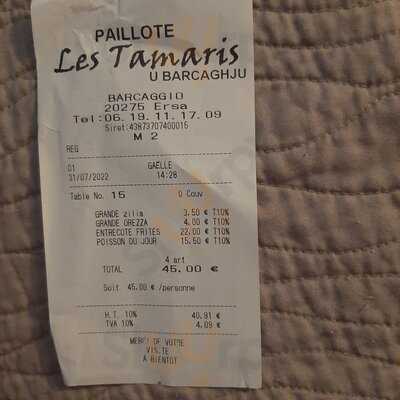 PAILLOTE
Les Tamaris
U BARCAGHJU
BARCAGGIO
20275 Ersa
Tel:06.19.11.17.09
Siret:43873707400015
M 2
REG
01 GAELLE
31/07/2022 14:28
Table No. 15 0 Couv
GRANDE zilia 3.50 € T10%
GRANDE OREZZA 4.00 € T10%
ENTRECOTE FRITES 22.00 € T10%
POISSON DU JOUR 15.50 € T10%
4 art
TOTAL 45.00 €
Soit 45.00 € /personne
H.T. 10% 40.91 €
TVA 10% 4.09 €
MERCI DE VOTRE
VISITE
A BIENTOT